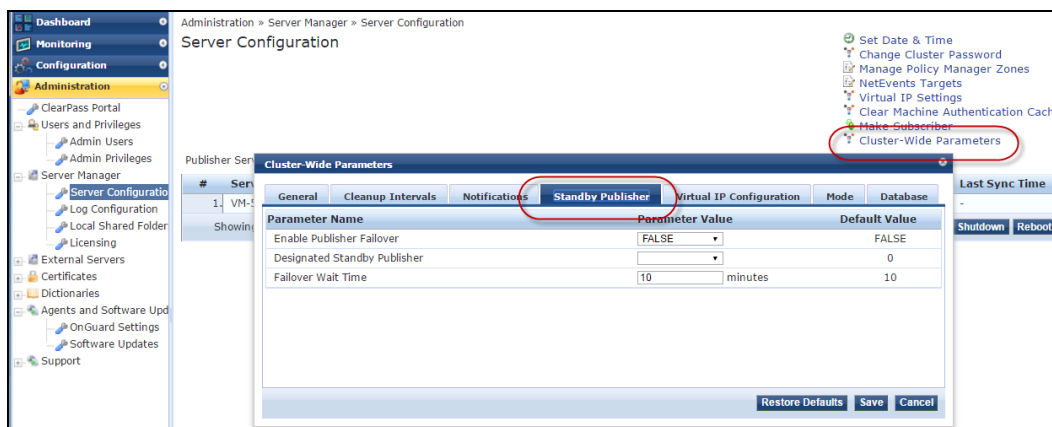 Dashboard
Monitoring
Configuration
Administration
ClearPass Portal
Users and Privileges
Admin Users
Admin Privileges
Server Manager
Server Configuratio
Log Configuration
Local Shared Folder
Licensing
External Servers
Certificates
Dictionaries
Agents and Software Upd
OnGuard Settings
Software Updates
Support
Administration » Server Manager » Server Configuration
Server Configuration
Set Date & Time
Change Cluster Password
Manage Policy Manager Zones
NetEvents Targets
Virtual IP Settings
Clear Machine Authentication Cach
Make Subscriber
Cluster-Wide Parameters
Publisher Ser
# Serv Last Sync Time
1. VM-S -
Showing Shutdown Reboot
Cluster-Wide Parameters
General Cleanup Intervals Notifications Standby Publisher Virtual IP Configuration Mode Database
Parameter Name Parameter Value Default Value
Enable Publisher Failover FALSE FALSE
Designated Standby Publisher 0
Failover Wait Time 10 minutes 10
Restore Defaults Save Cancel